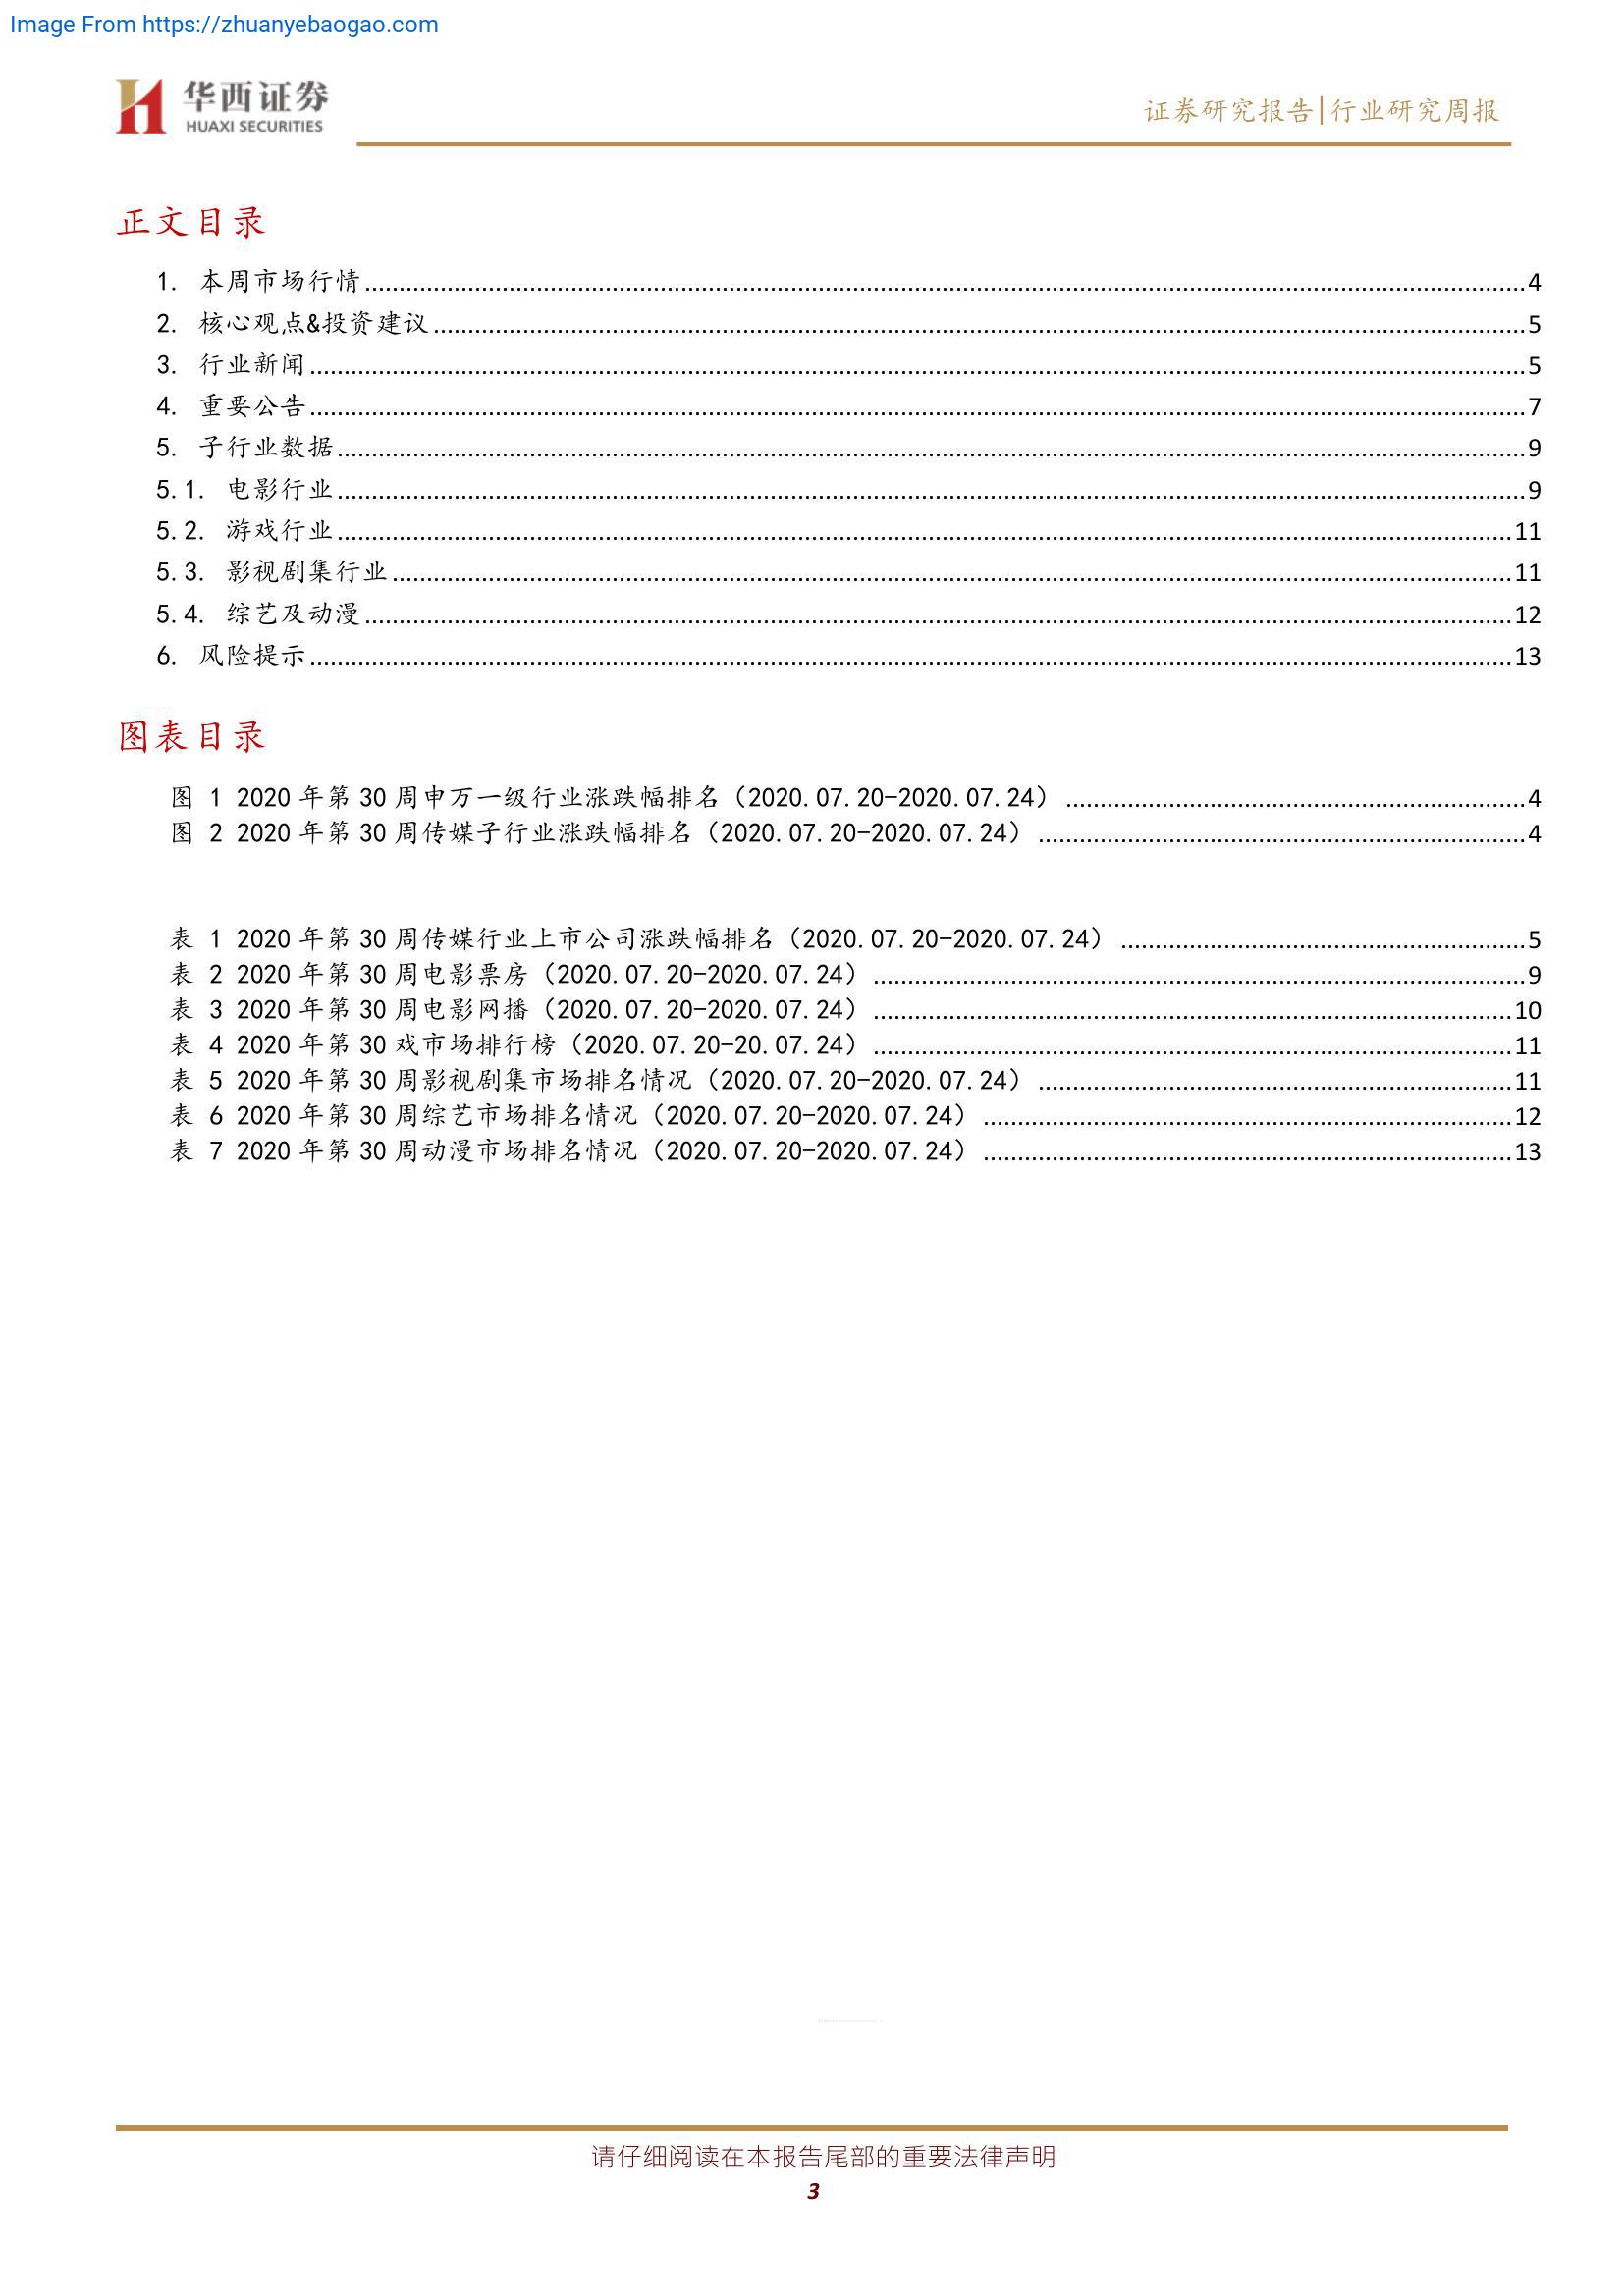 Image From https://zhuanyebaogao.com
华西证券
HUAXI SECURITIES
证券研究报告|行业研究周报
正文目录
1. 本周市场行情 4
2. 核心观点&投资建议 5
3. 行业新闻 5
4. 重要公告 7
5. 子行业数据 9
5.1. 电影行业 9
5.2. 游戏行业 11
5.3. 影视剧集行业 11
5.4. 综艺及动漫 12
6. 风险提示 13
图表目录
图 1 2020 年第 30 周申万一级行业涨跌幅排名（2020.07.20-2020.07.24） 4
图 2 2020 年第 30 周传媒子行业涨跌幅排名（2020.07.20-2020.07.24） 4
表 1 2020 年第 30 周传媒行业上市公司涨跌幅排名（2020.07.20-2020.07.24） 5
表 2 2020 年第 30 周电影票房（2020.07.20-2020.07.24） 9
表 3 2020 年第 30 周电影网播（2020.07.20-2020.07.24） 10
表 4 2020 年第 30 戏市场排行榜（2020.07.20-20.07.24） 11
表 5 2020 年第 30 周影视剧集市场排名情况（2020.07.20-2020.07.24） 11
表 6 2020 年第 30 周综艺市场排名情况（2020.07.20-2020.07.24） 12
表 7 2020 年第 30 周动漫市场排名情况（2020.07.20-2020.07.24） 13
请仔细阅读在本报告尾部的重要法律声明
3